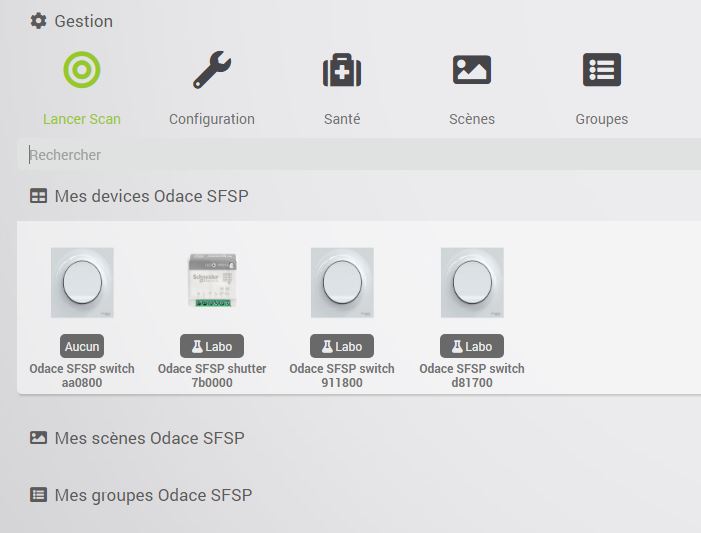 Gestion
Lancer Scan
Configuration
Santé
Scènes
Groupes
Rechercher
Mes devices Odace SFSP
Schneider
Aucun
Labo
Labo
Labo
Odace SFSP switch
aa0800
Odace SFSP shutter
7b0000
Odace SFSP switch
911800
Odace SFSP switch
d81700
Mes scènes Odace SFSP
Mes groupes Odace SFSP